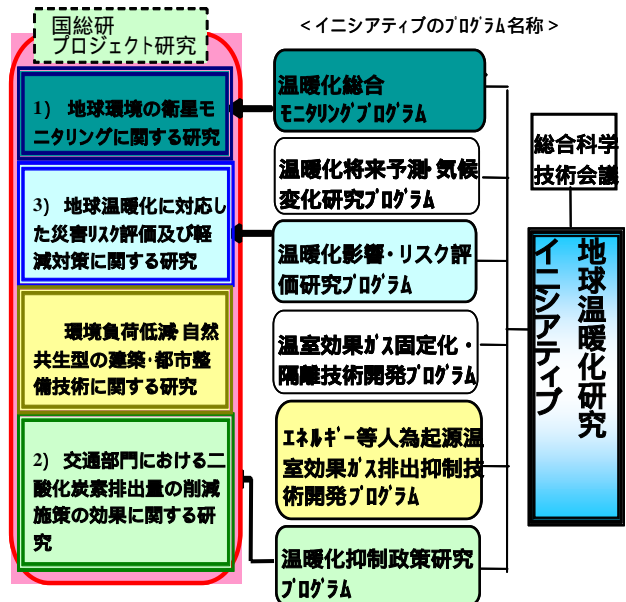 国総研
プロジェクト研究
1) 地球環境の衛星モ
ニタリングに関する研究
3) 地球温暖化に対応し
た災害リスク評価及び軽
減対策に関する研究
環境負荷低減・自然
共生型の建築・都市整
備技術に関する研究
2) 交通部門における二
酸化炭素排出量の削減
施策の効果に関する研
究
<イニシアティブのプログラム名称>
温暖化総合
モニタリングプログラム
温暖化将来予測・気候
変化研究プログラム
温暖化影響・リスク評
価研究プログラム
温室効果ガス固定化・
隔離技術開発プログラム
エネルギー等人為起源温
室効果ガス排出抑制技
術開発プログラム
温暖化抑制政策研究
プログラム
総合科学
技術会議
地球温暖化研究
イニシアティブ